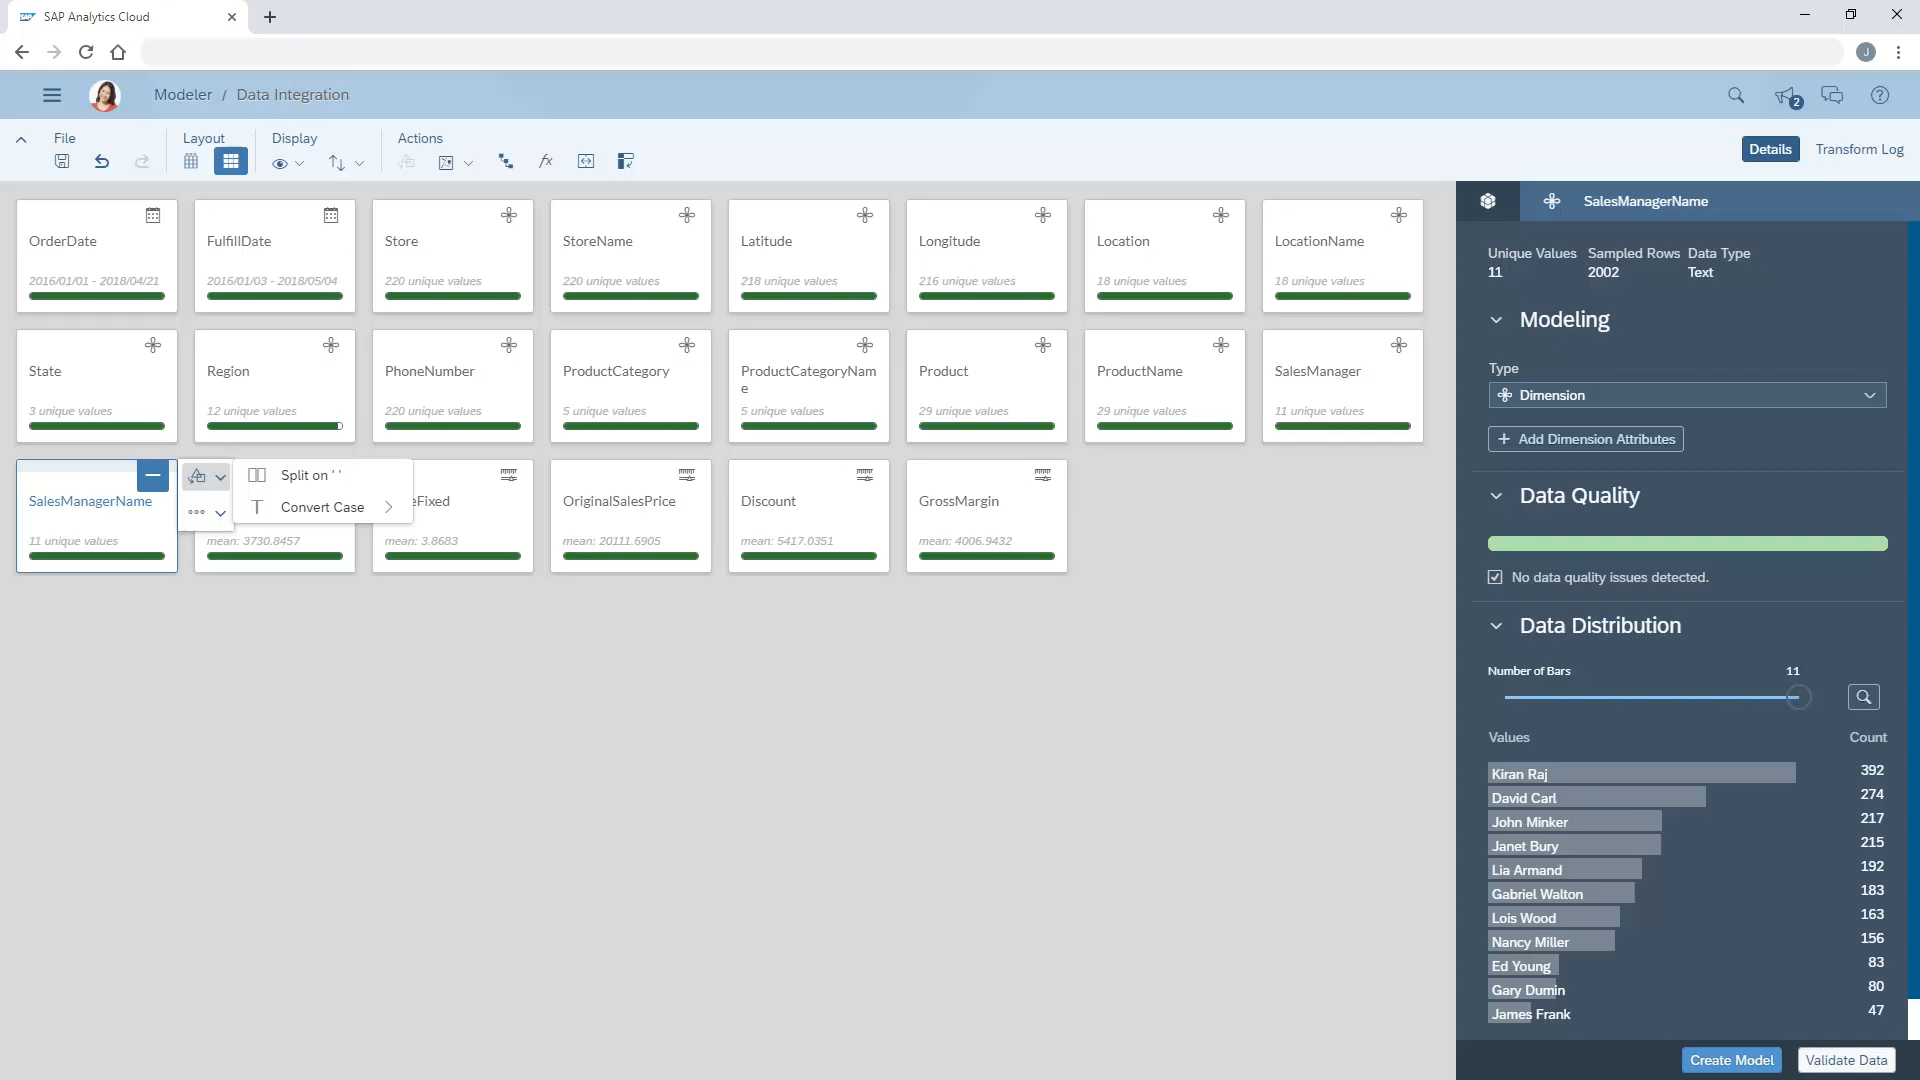 SAP Analytics Cloud
J
Modeler / Data Integration
2
File
Layout
Display
Actions
Details
Transform Log
OrderDate
2016/01/01 - 2018/04/21
FulfillDate
2016/01/03 - 2018/05/04
Store
220 unique values
StoreName
220 unique values
Latitude
218 unique values
Longitude
216 unique values
Location
18 unique values
LocationName
18 unique values
State
3 unique values
Region
12 unique values
PhoneNumber
220 unique values
ProductCategory
5 unique values
ProductCategoryNam
e
5 unique values
Product
29 unique values
ProductName
29 unique values
SalesManager
11 unique values
SalesManagerName
11 unique values
Split on ' '
Convert Case
mean: 3730.8457
eFixed
mean: 3.8683
OriginalSalesPrice
mean: 20111.6905
Discount
mean: 5417.0351
GrossMargin
mean: 4006.9432
SalesManagerName
Unique Values Sampled Rows Data Type
11 2002 Text
Modeling
Type
Dimension
+ Add Dimension Attributes
Data Quality
No data quality issues detected.
Data Distribution
Number of Bars 11
Values Count
Kiran Raj 392
David Carl 274
John Minker 217
Janet Bury 215
Lia Armand 192
Gabriel Walton 183
Lois Wood 163
Nancy Miller 156
Ed Young 83
Gary Dumin 80
James Frank 47
Create Model
Validate Data